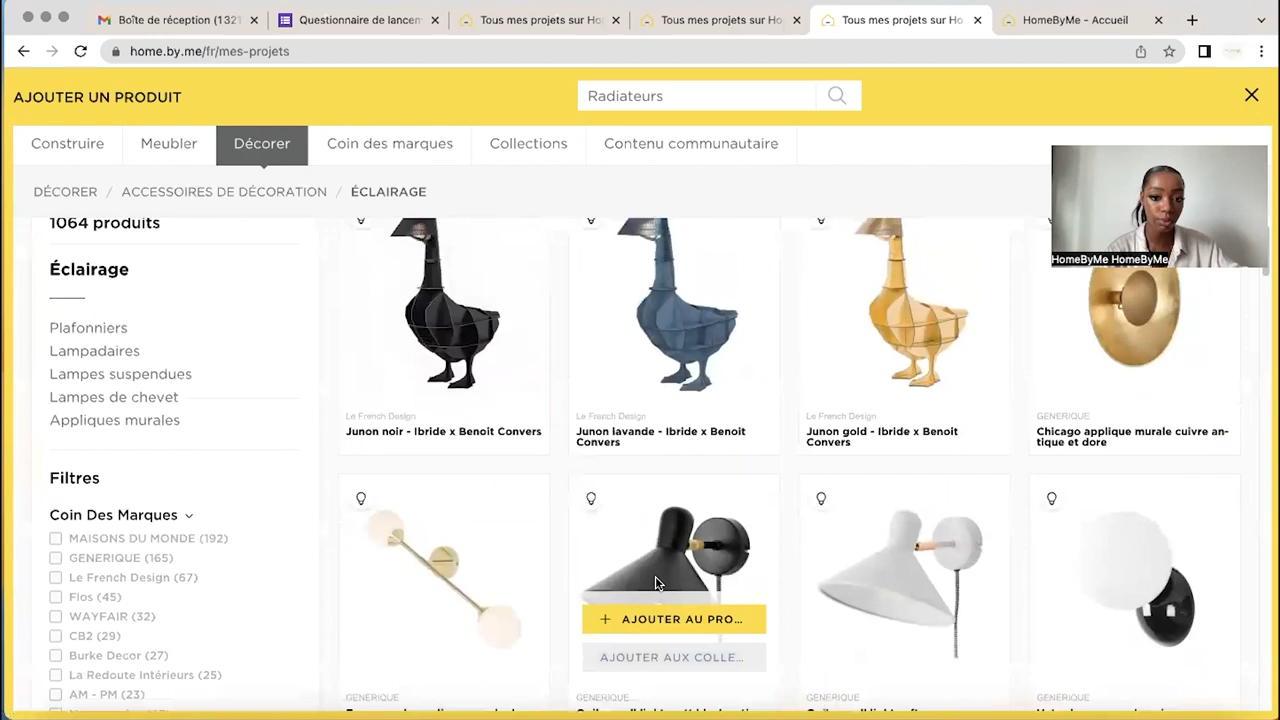 Boîte de réception (1321
Questionnaire de lancem
Tous mes projets sur Ho
Tous mes projets sur Ho
Tous mes projets sur Ho
HomeByMe - Accueil
home.by.me/fr/mes-projets
AJOUTER UN PRODUIT
Radiateurs
Construire
Meubler
Décorer
Coin des marques
Collections
Contenu communautaire
DÉCORER / ACCESSOIRES DE DÉCORATION / ÉCLAIRAGE
HomeByMe HomeByMe
1064 produits
Éclairage
Plafonniers
Lampadaires
Lampes suspendues
Lampes de chevet
Appliques murales
Filtres
Coin Des Marques
MAISONS DU MONDE (192)
GENERIQUE (165)
Le French Design (67)
Flos (45)
WAYFAIR (32)
CB2 (29)
Burke Decor (27)
La Redoute Intérieurs (25)
AM - PM (23)
Le French Design
Junon noir - Ibride x Benoit Convers
Le French Design
Junon lavande - Ibride x Benoit
Convers
Le French Design
Junon gold - Ibride x Benoit
Convers
GENERIQUE
Chicago applique murale cuivre an-
tique et dore
+ AJOUTER AU PRO...
AJOUTER AUX COLLE...
GENERIQUE
GENERIQUE
GENERIQUE
GENERIQUE